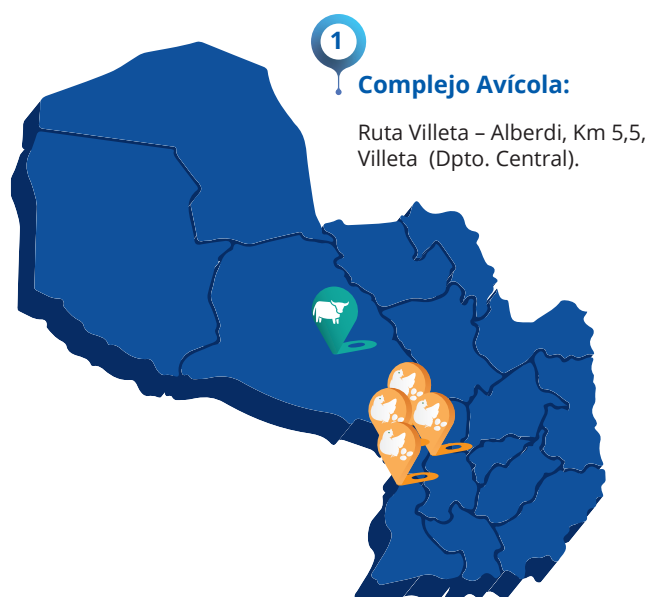 1
Complejo Avícola:
Ruta Villeta – Alberdi, Km 5,5,
Villeta (Dpto. Central).